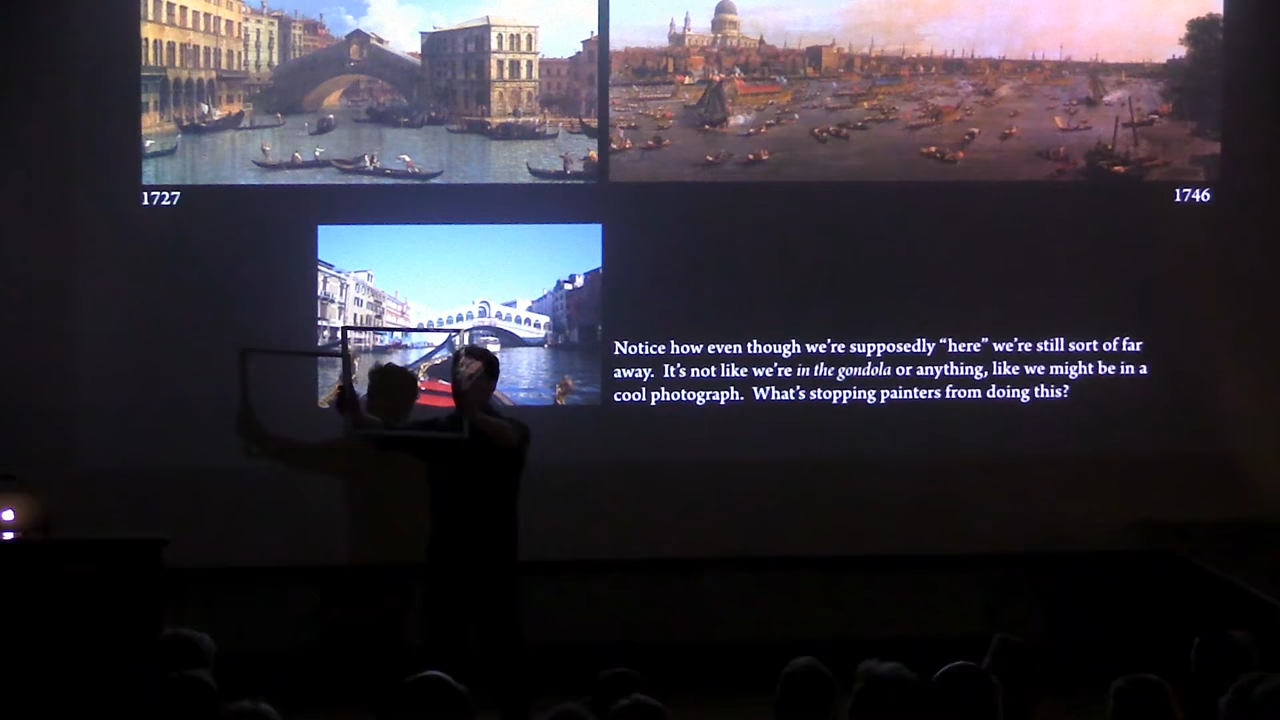 1727
1746
Notice how even though we're supposedly “here” we're still sort of far
away. It's not like we're in the gondola or anything, like we might be in a
cool photograph. What's stopping painters from doing this?